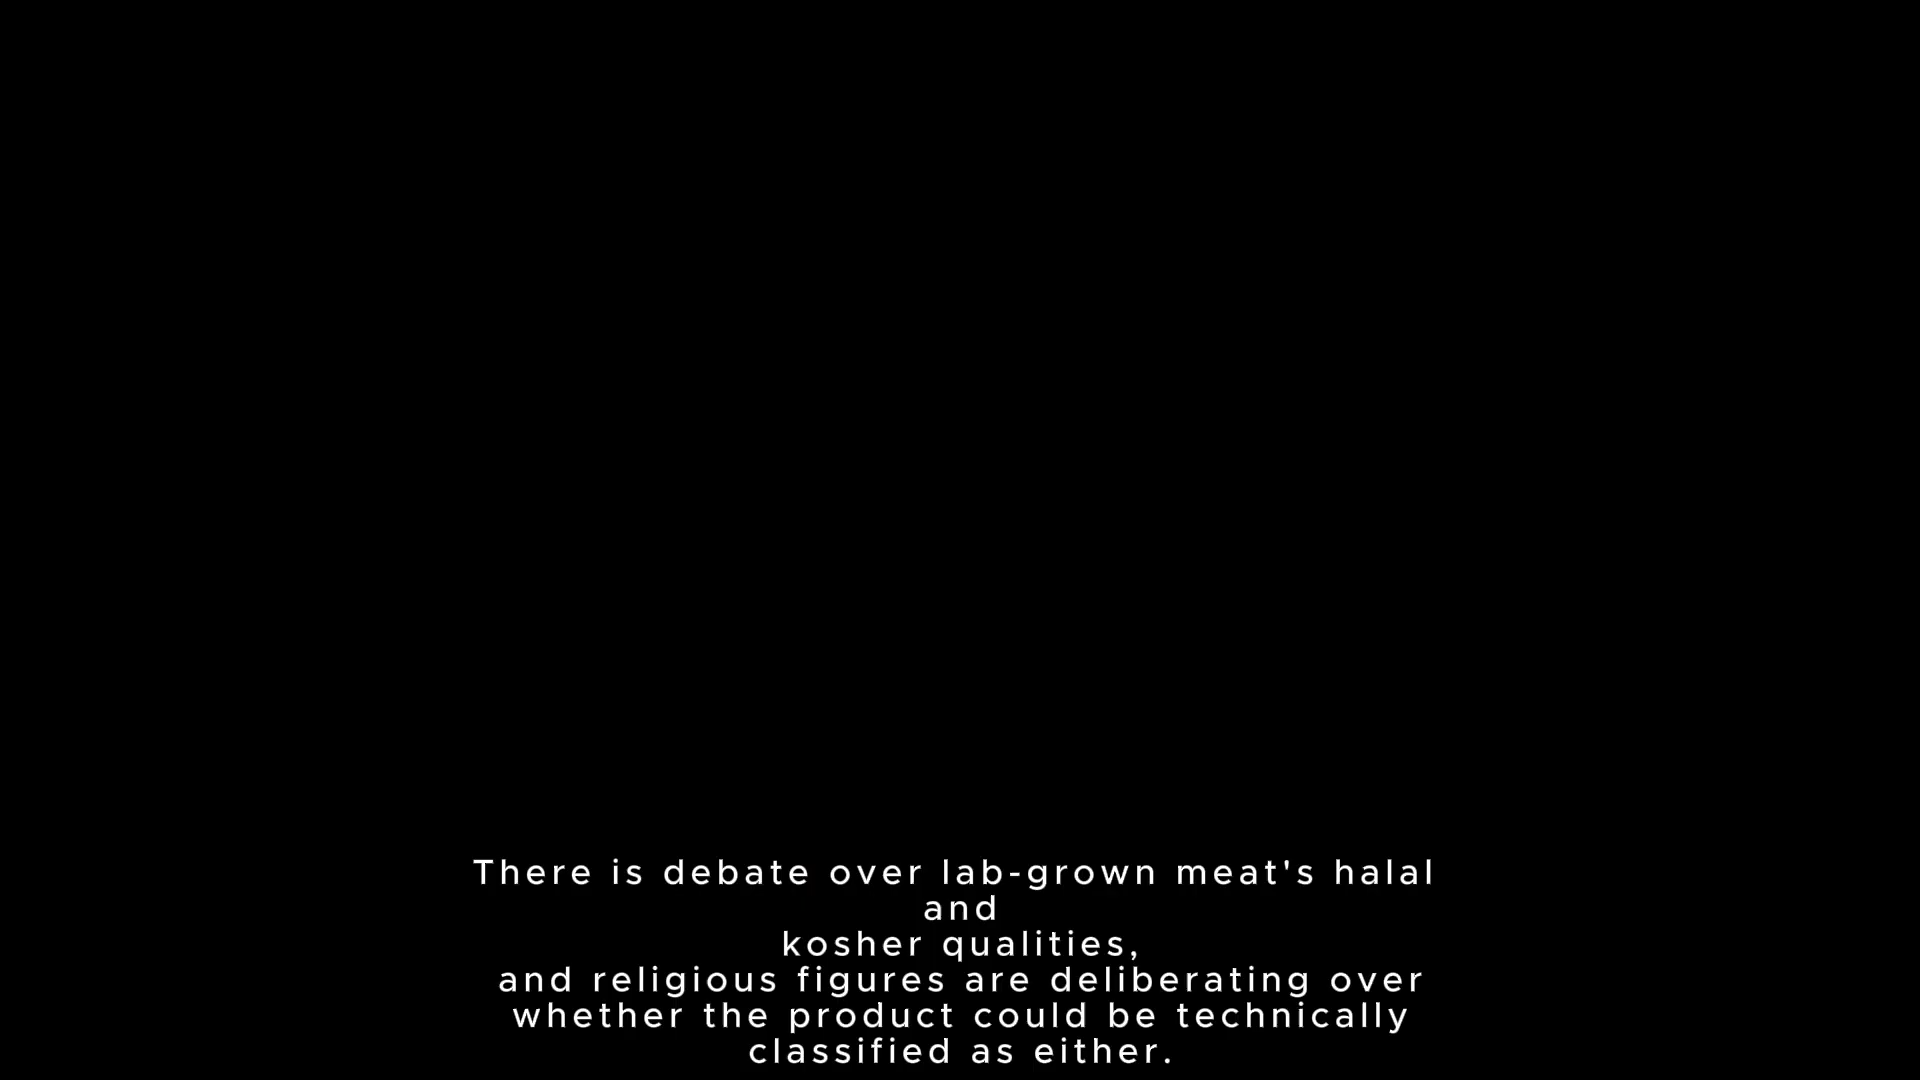 There is debate over lab-grown meat's halal
and
kosher qualities,
and religious figures are deliberating over
whether the product could be technically
classified as either.